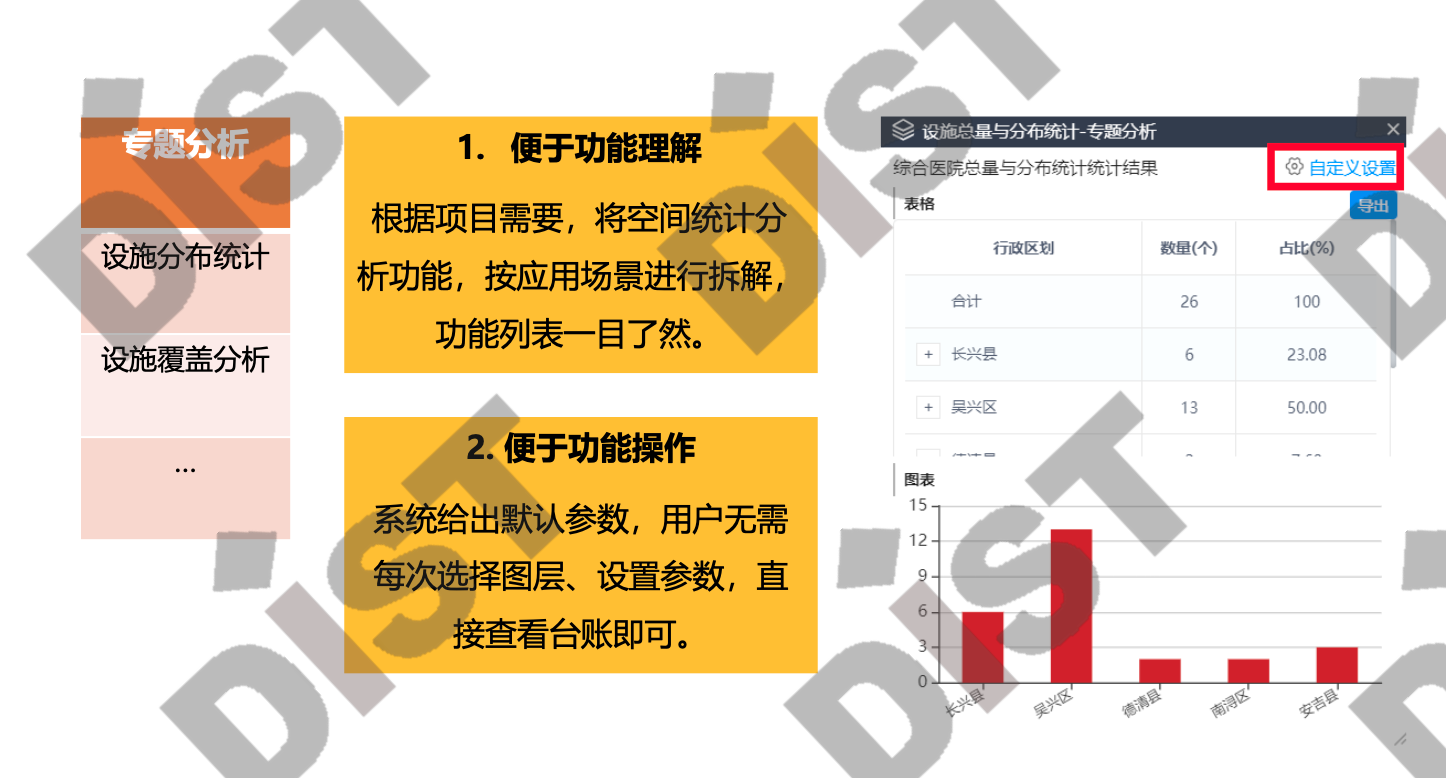 专题分析
设施分布统计
设施覆盖分析
...
1. 便于功能理解
根据项目需要，将空间统计分
析功能，按应用场景进行拆解，
功能列表一目了然。
2. 便于功能操作
系统给出默认参数，用户无需
每次选择图层、设置参数，直
接查看台账即可。
设施总量与分布统计-专题分析 ×
综合医院总量与分布统计统计结果 自定义设置
表格 导出
行政区划 数量(个) 占比(%)
合计 26 100
+ 长兴县 6 23.08
+ 吴兴区 13 50.00
图表
15
12
9
6
3
0
长兴县 吴兴区 德清县 南浔区 安吉县
DIST
DIST
DIST
DIST
DIST